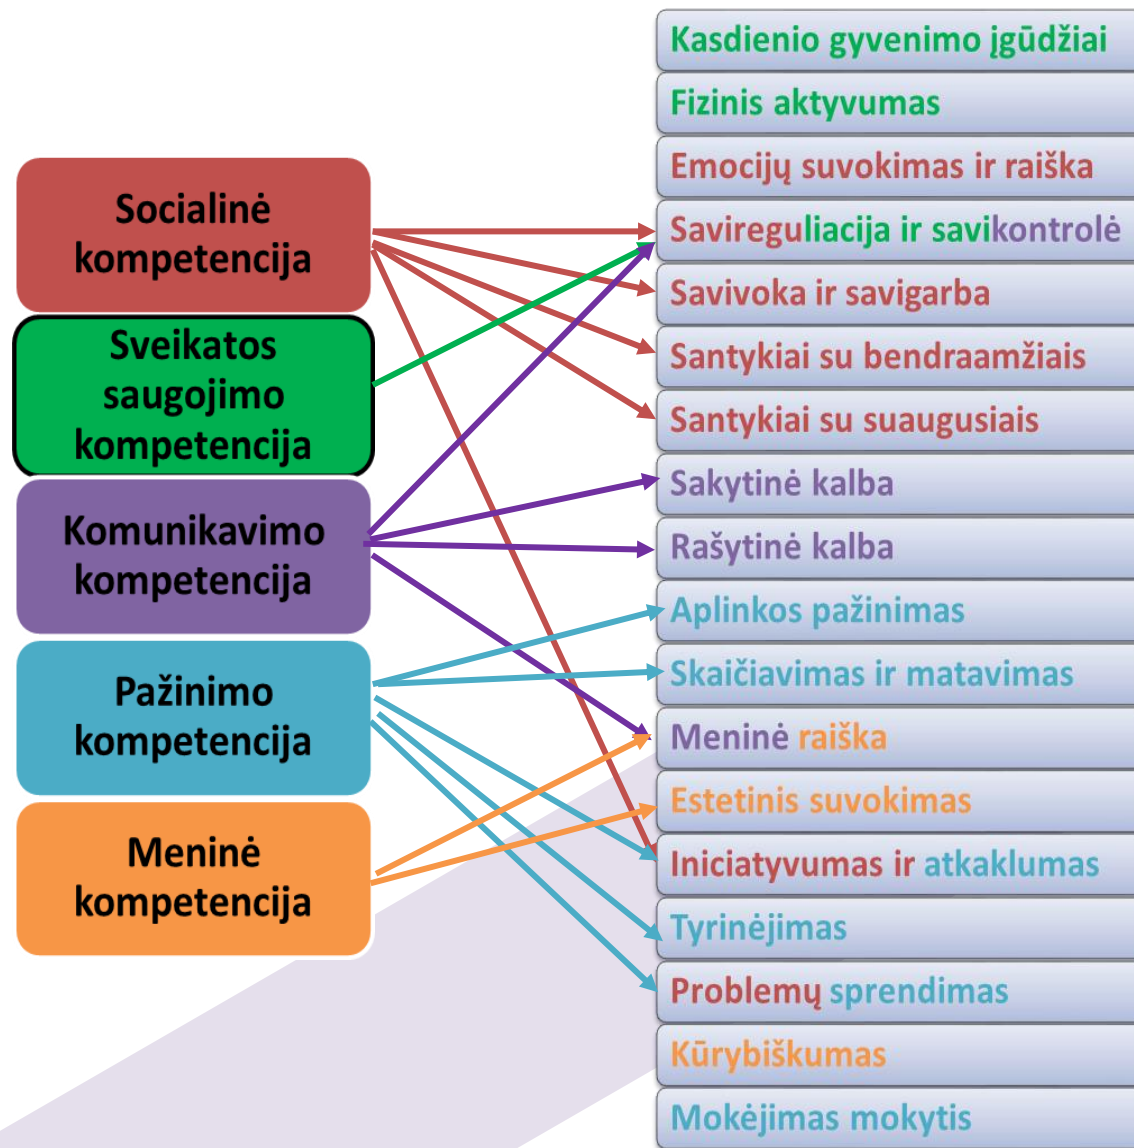 Socialinė
kompetencija
Sveikatos
saugojimo
kompetencija
Komunikavimo
kompetencija
Pažinimo
kompetencija
Meninė
kompetencija
Kasdienio gyvenimo įgūdžiai
Fizinis aktyvumas
Emocijų suvokimas ir raiška
Savireguliacija ir savikontrolė
Savivoka ir savigarba
Santykiai su bendraamžiais
Santykiai su suaugusiais
Sakytinė kalba
Rašytinė kalba
Aplinkos pažinimas
Skaičiavimas ir matavimas
Meninė raiška
Estetinis suvokimas
Iniciatyvumas ir atkaklumas
Tyrinėjimas
Problemų sprendimas
Kūrybiškumas
Mokėjimas mokytis